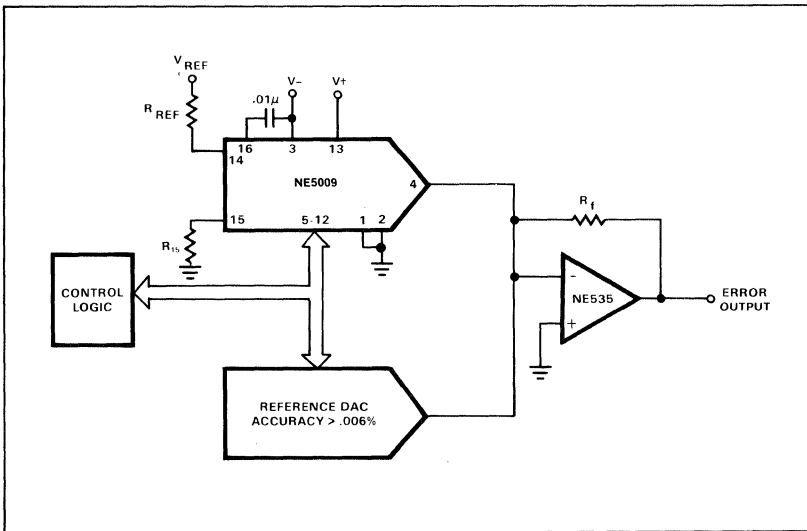 V REF
R REF
.01μ
V–
V+
16
3
13
14
NE5009
4
15
5-12
1
2
R15
Rf
CONTROL
LOGIC
-
NE535
+
ERROR
OUTPUT
REFERENCE DAC
ACCURACY > .006%